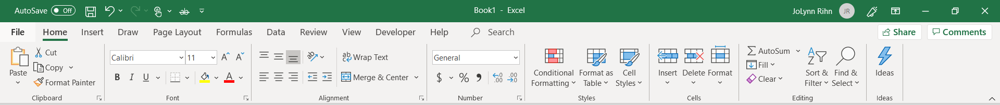 AutoSave Off
Book1 - Excel
JoLynn Rihn JR
File Home Insert Draw Page Layout Formulas Data Review View Developer Help Search Share Comments
Paste
Cut
Copy
Format Painter
Clipboard
Calibri 11 A A
B I U A
Font
ab Wrap Text
Merge & Center
Alignment
General
$ % , .00 .00
Number
Conditional Formatting
Format as Table
Cell Styles
Styles
Insert
Delete
Format
Cells
AutoSum
Fill
Clear
Sort & Filter
Find & Select
Editing
Ideas
Ideas